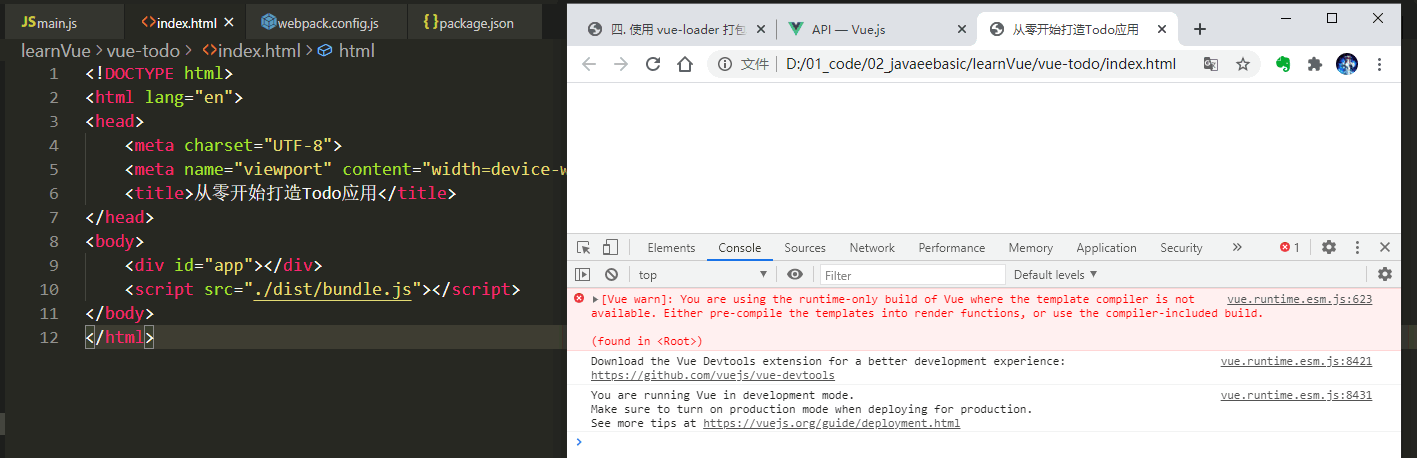 JS main.js
<> index.html ×
webpack.config.js
{} package.json
learnVue > vue-todo > <> index.html > html
1 <!DOCTYPE html>
2 <html lang="en">
3 <head>
4 <meta charset="UTF-8">
5 <meta name="viewport" content="width=device-w
6 <title>从零开始打造Todo应用</title>
7 </head>
8 <body>
9 <div id="app"></div>
10 <script src="./dist/bundle.js"></script>
11 </body>
12 </html>
四. 使用 vue-loader 打包
API — Vue.js
从零开始打造Todo应用
文件 | D:/01_code/02_javaeebasic/learnVue/vue-todo/index.html
Elements Console Sources Network Performance Memory Application Security » 1
top Filter Default levels
[Vue warn]: You are using the runtime-only build of Vue where the template compiler is not vue.runtime.esm.js:623
available. Either pre-compile the templates into render functions, or use the compiler-included build.
(found in <Root>)
Download the Vue Devtools extension for a better development experience: vue.runtime.esm.js:8421
https://github.com/vuejs/vue-devtools
You are running Vue in development mode. vue.runtime.esm.js:8431
Make sure to turn on production mode when deploying for production.
See more tips at https://vuejs.org/guide/deployment.html